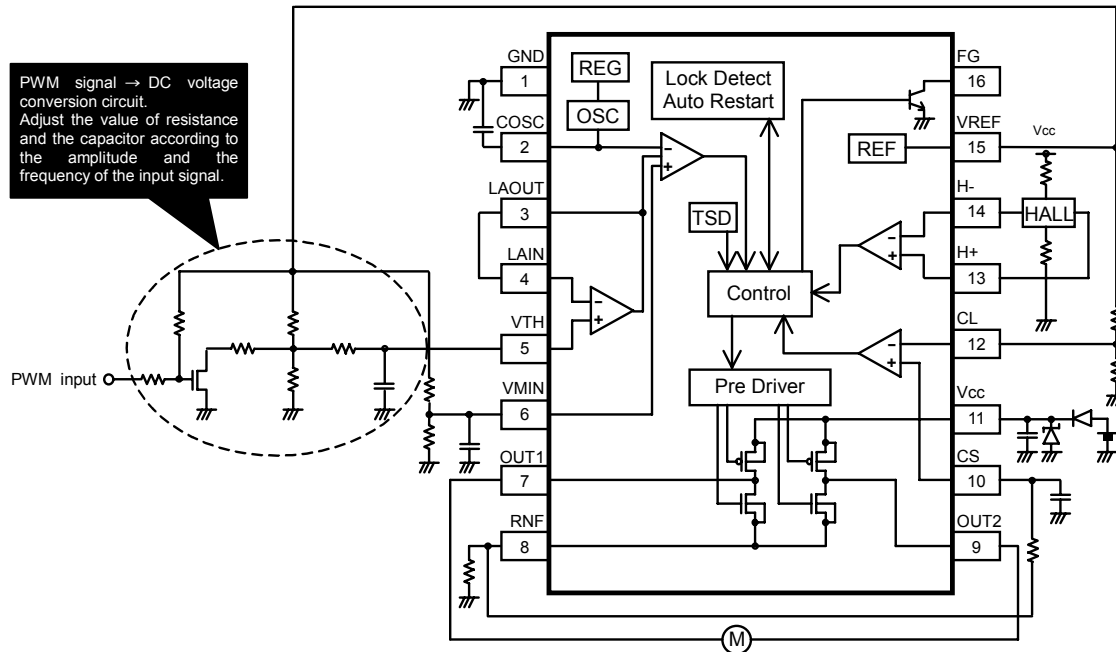 PWM signal → DC voltage
conversion circuit.
Adjust the value of resistance
and the capacitor according to
the amplitude and the
frequency of the input signal.
PWM input
GND
1
COSC
2
LAOUT
3
LAIN
4
VTH
5
VMIN
6
OUT1
7
RNF
8
REG
OSC
Lock Detect
Auto Restart
TSD
Control
Pre Driver
REF
−
+
−
+
−
+
−
+
FG
16
VREF
15
H-
14
H+
13
CL
12
Vcc
11
CS
10
OUT2
9
Vcc
HALL
M